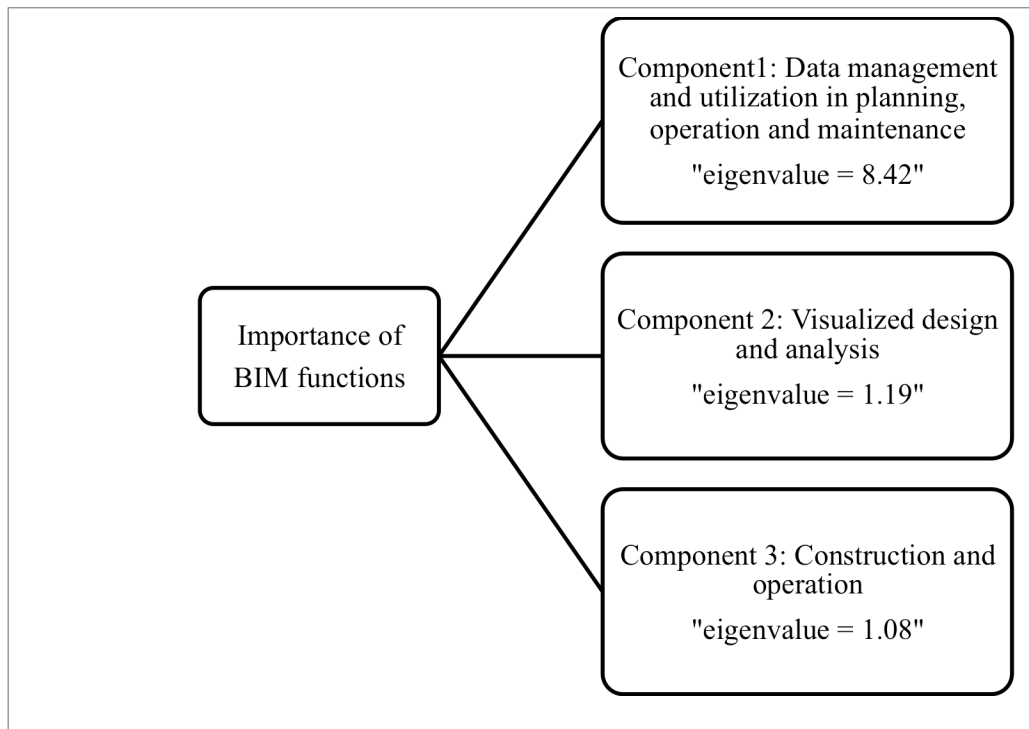 Importance of
BIM functions
Component1: Data management
and utilization in planning,
operation and maintenance
"eigenvalue = 8.42"
Component 2: Visualized design
and analysis
"eigenvalue = 1.19"
Component 3: Construction and
operation
"eigenvalue = 1.08"